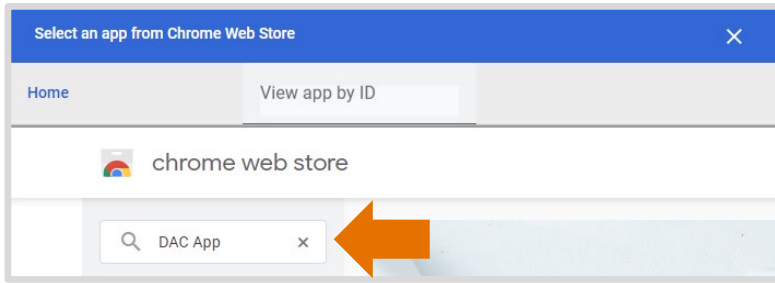 Select an app from Chrome Web Store
Home
View app by ID
chrome web store
DAC App